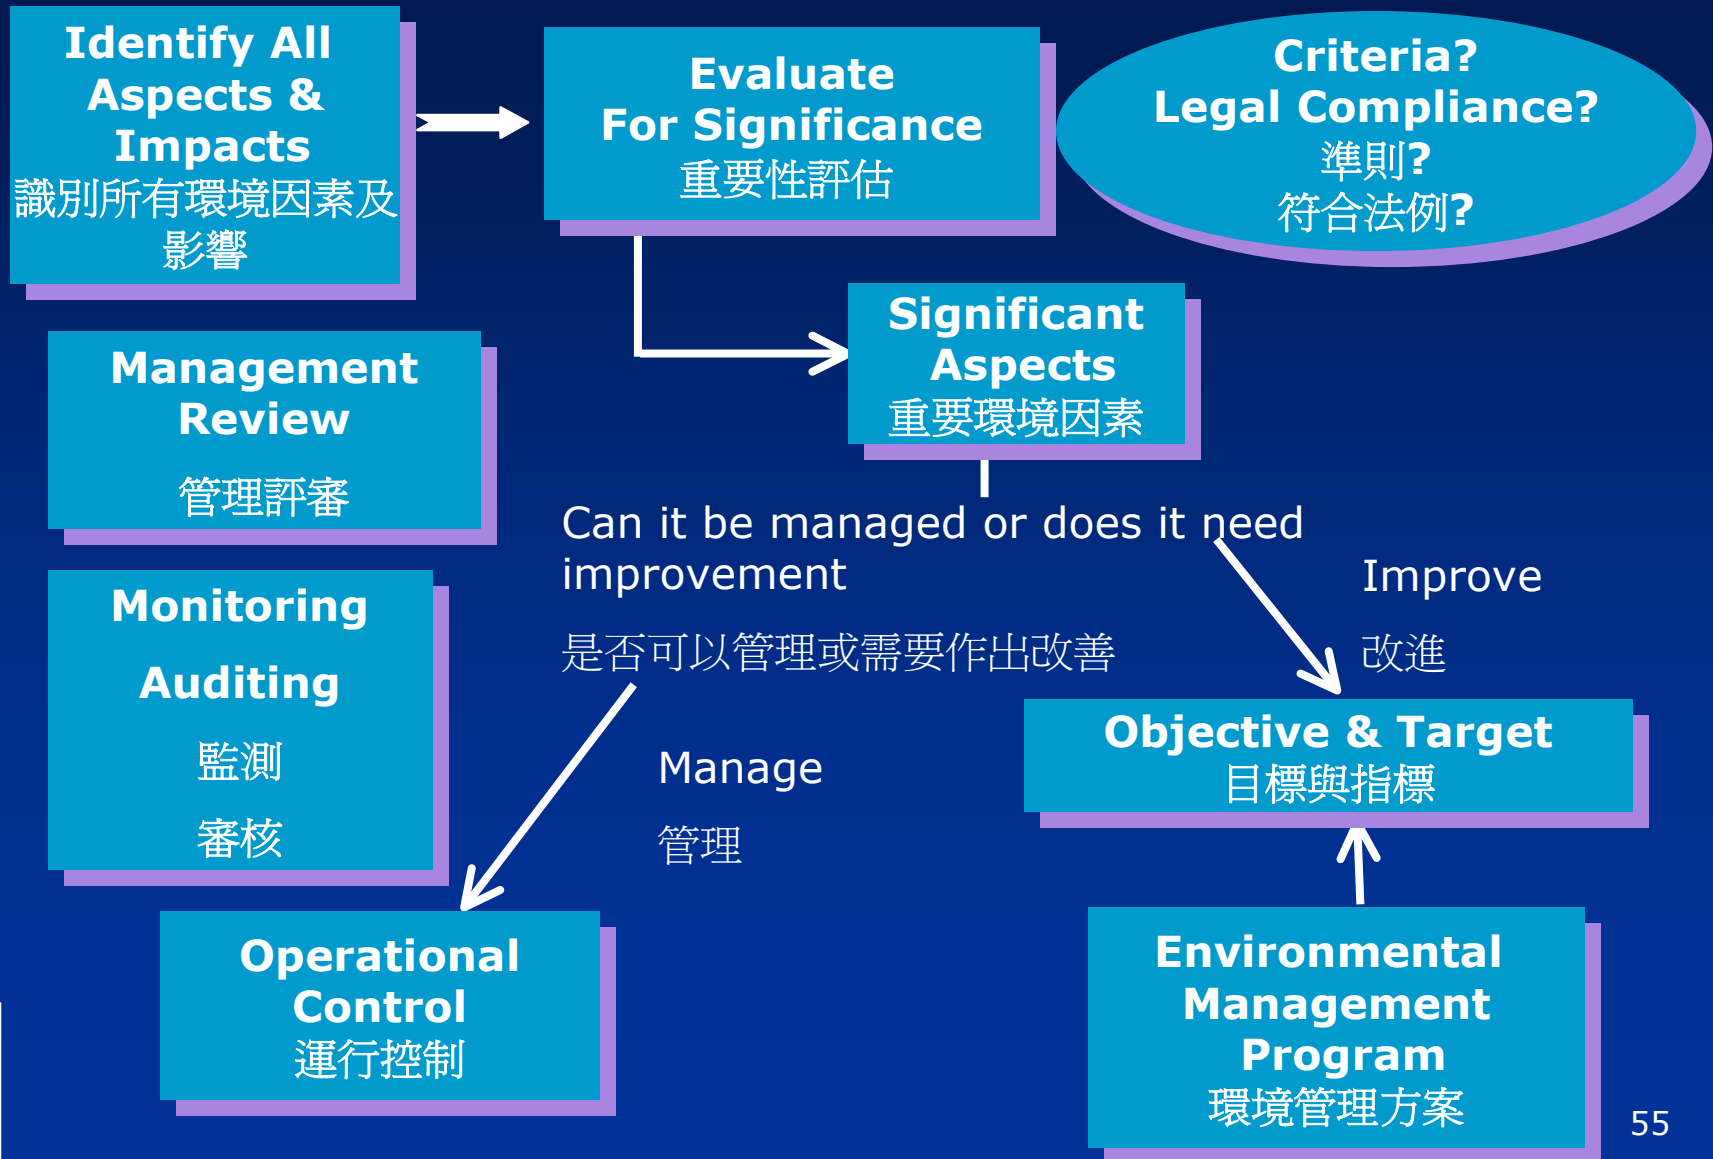 Identify All
Aspects &
Impacts
識別所有環境因素及
影響
Evaluate
For Significance
重要性評估
Criteria?
Legal Compliance?
準則?
符合法例?
Significant
Aspects
重要環境因素
Management
Review
管理評審
Can it be managed or does it need
improvement
是否可以管理或需要作出改善
Improve
改進
Monitoring
Auditing
監測
審核
Manage
管理
Objective & Target
目標與指標
Operational
Control
運行控制
Environmental
Management
Program
環境管理方案
55